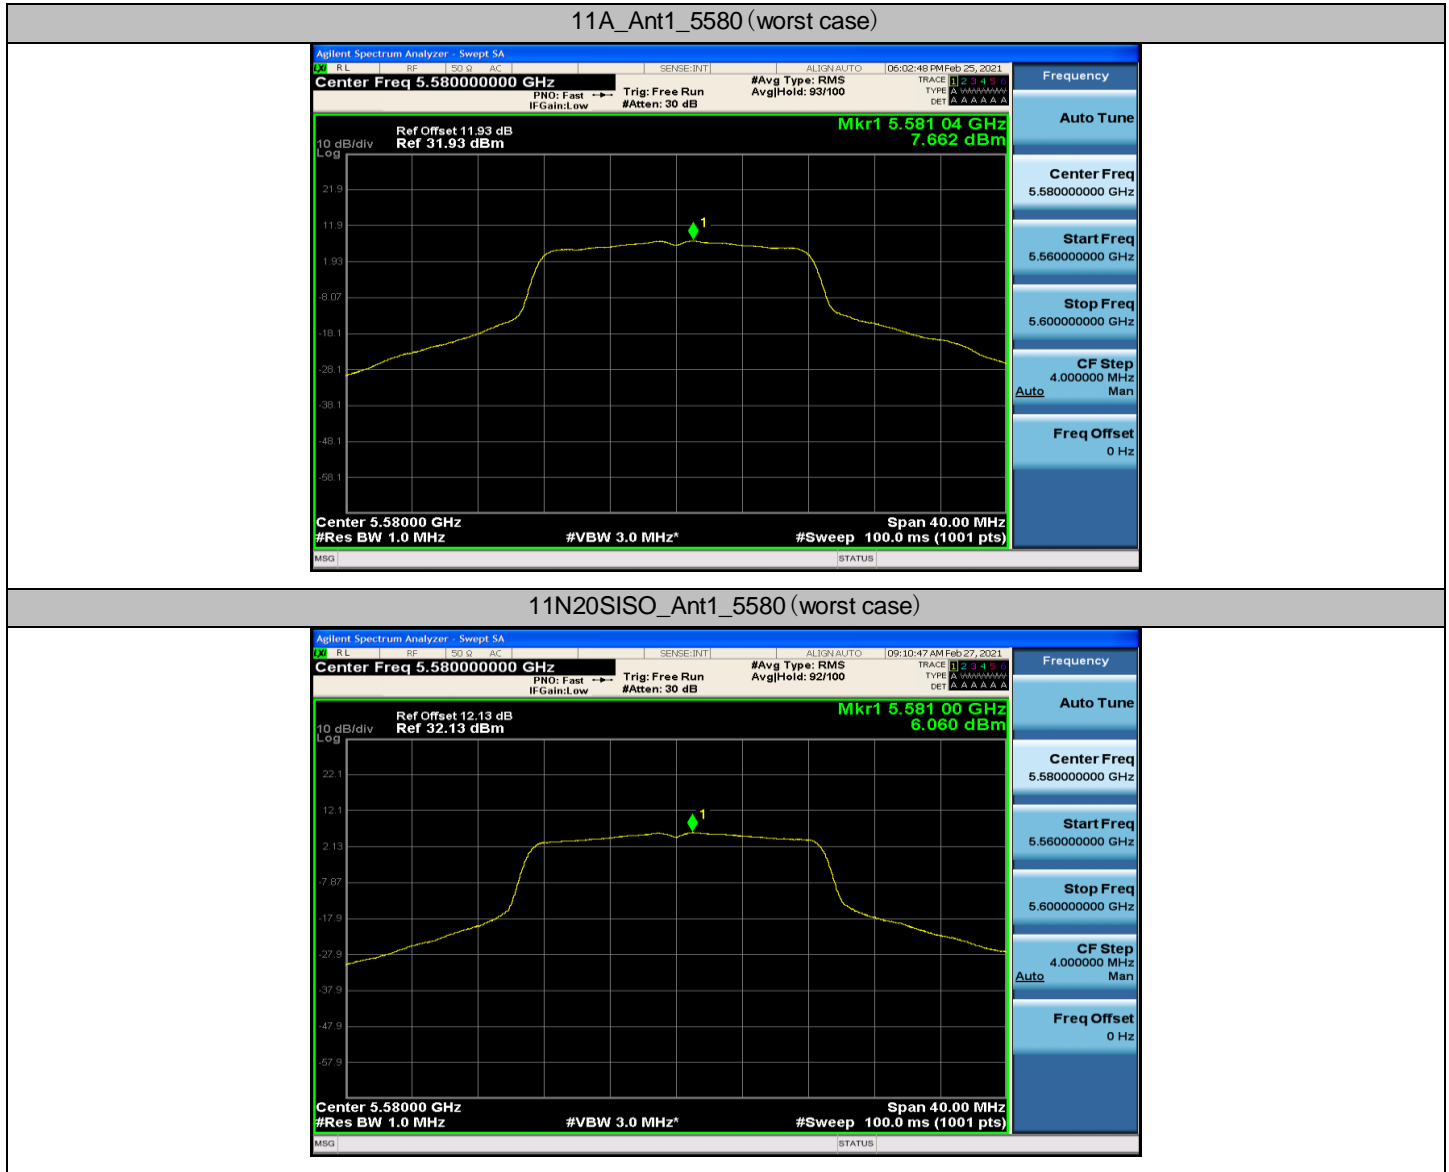 11A_Ant1_5580(worst case)
Agilent Spectrum Analyzer - Swept SA
LXI RL RF 50 Ω AC SENSE:INT ALIGN AUTO 06:02:48 PM Feb 25, 2021
Center Freq 5.580000000 GHz
PNO: Fast
IFGain:Low
Trig: Free Run
#Atten: 30 dB
#Avg Type: RMS
Avg|Hold: 93/100
TRACE 1 2 3 4 5 6
TYPE A WWWWW
DET A A A A A A
Frequency
Mkr1 5.581 04 GHz
7.662 dBm
Ref Offset 11.93 dB
10 dB/div Ref 31.93 dBm
Log
21.9
11.9
1.93
-8.07
-18.1
-28.1
-38.1
-48.1
-58.1
1
Center 5.58000 GHz Span 40.00 MHz
#Res BW 1.0 MHz #VBW 3.0 MHz* #Sweep 100.0 ms (1001 pts)
MSG STATUS
Auto Tune
Center Freq
5.580000000 GHz
Start Freq
5.560000000 GHz
Stop Freq
5.600000000 GHz
CF Step
4.000000 MHz
Auto Man
Freq Offset
0 Hz
11N20SISO_Ant1_5580(worst case)
Agilent Spectrum Analyzer - Swept SA
LXI RL RF 50 Ω AC SENSE:INT ALIGN AUTO 09:10:47 AM Feb 27, 2021
Center Freq 5.580000000 GHz
PNO: Fast
IFGain:Low
Trig: Free Run
#Atten: 30 dB
#Avg Type: RMS
Avg|Hold: 92/100
TRACE 1 2 3 4 5 6
TYPE A WWWWW
DET A A A A A A
Frequency
Mkr1 5.581 00 GHz
6.060 dBm
Ref Offset 12.13 dB
10 dB/div Ref 32.13 dBm
Log
22.1
12.1
2.13
-7.87
-17.9
-27.9
-37.9
-47.9
-57.9
1
Center 5.58000 GHz Span 40.00 MHz
#Res BW 1.0 MHz #VBW 3.0 MHz* #Sweep 100.0 ms (1001 pts)
MSG STATUS
Auto Tune
Center Freq
5.580000000 GHz
Start Freq
5.560000000 GHz
Stop Freq
5.600000000 GHz
CF Step
4.000000 MHz
Auto Man
Freq Offset
0 Hz